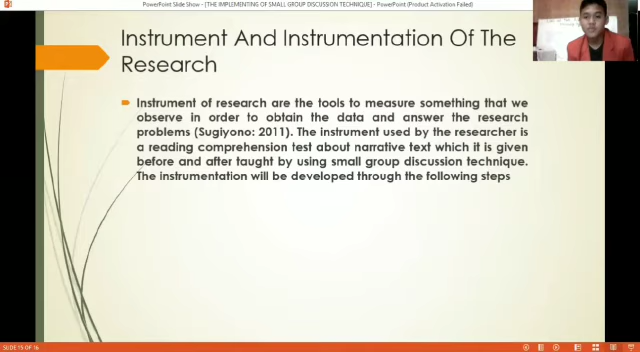 PowerPoint Slide Show - [THE IMPLEMENTING OF SMALL GROUP DISCUSSION TECHNIQUE] - PowerPoint (Product Activation Failed)
Instrument And Instrumentation Of The
Research
Instrument of research are the tools to measure something that we
observe in order to obtain the data and answer the research
problems (Sugiyono: 2011). The instrument used by the researcher is
a reading comprehension test about narrative text which it is given
before and after taught by using small group discussion technique.
The instrumentation will be developed through the following steps
SLIDE 15 OF 16